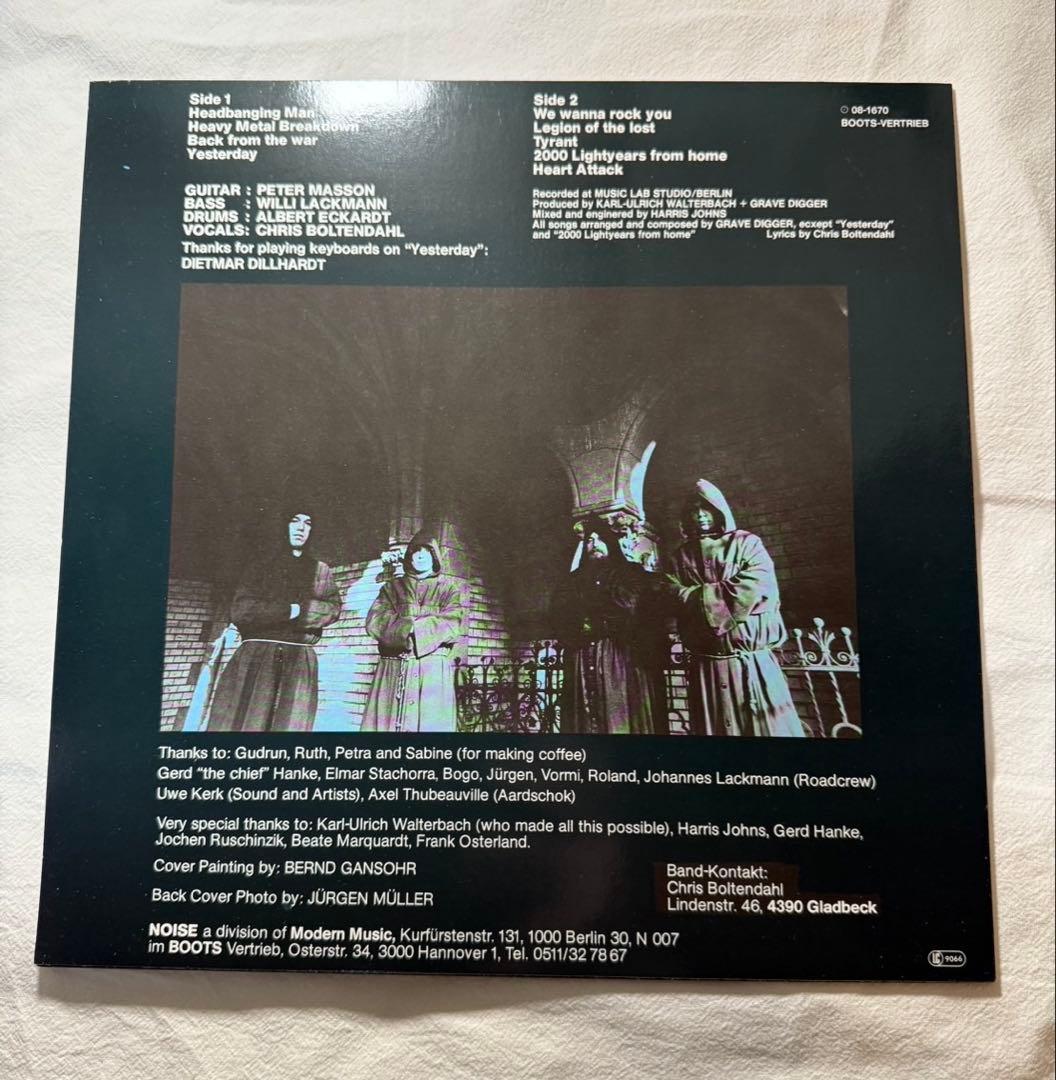 Side 1
Headbanging Man
Heavy Metal Breakdown
Back from the war
Yesterday
Side 2
We wanna rock you
Legion of the lost
Tyrant
2000 Lightyears from home
Heart Attack
℗ 08-1670
BOOTS-VERTRIEB
GUITAR : PETER MASSON
BASS : WILLI LACKMANN
DRUMS : ALBERT ECKARDT
VOCALS: CHRIS BOLTENDAHL
Thanks for playing keyboards on "Yesterday":
DIETMAR DILLHARDT
Recorded at MUSIC LAB STUDIO/BERLIN
Produced by KARL-ULRICH WALTERBACH + GRAVE DIGGER
Mixed and enginered by HARRIS JOHNS
All songs arranged and composed by GRAVE DIGGER, ecxept "Yesterday"
and "2000 Lightyears from home" Lyrics by Chris Boltendahl
Thanks to: Gudrun, Ruth, Petra and Sabine (for making coffee)
Gerd "the chief" Hanke, Elmar Stachorra, Bogo, Jürgen, Vormi, Roland, Johannes Lackmann (Roadcrew)
Uwe Kerk (Sound and Artists), Axel Thubeauville (Aardschok)
Very special thanks to: Karl-Ulrich Walterbach (who made all this possible), Harris Johns, Gerd Hanke,
Jochen Ruschinzik, Beate Marquardt, Frank Osterland.
Cover Painting by: BERND GANSOHR
Back Cover Photo by: JÜRGEN MÜLLER
Band-Kontakt:
Chris Boltendahl
Lindenstr. 46, 4390 Gladbeck
NOISE a division of Modern Music, Kurfürstenstr. 131, 1000 Berlin 30, N 007
im BOOTS Vertrieb, Osterstr. 34, 3000 Hannover 1, Tel. 0511/32 78 67
LC 9066